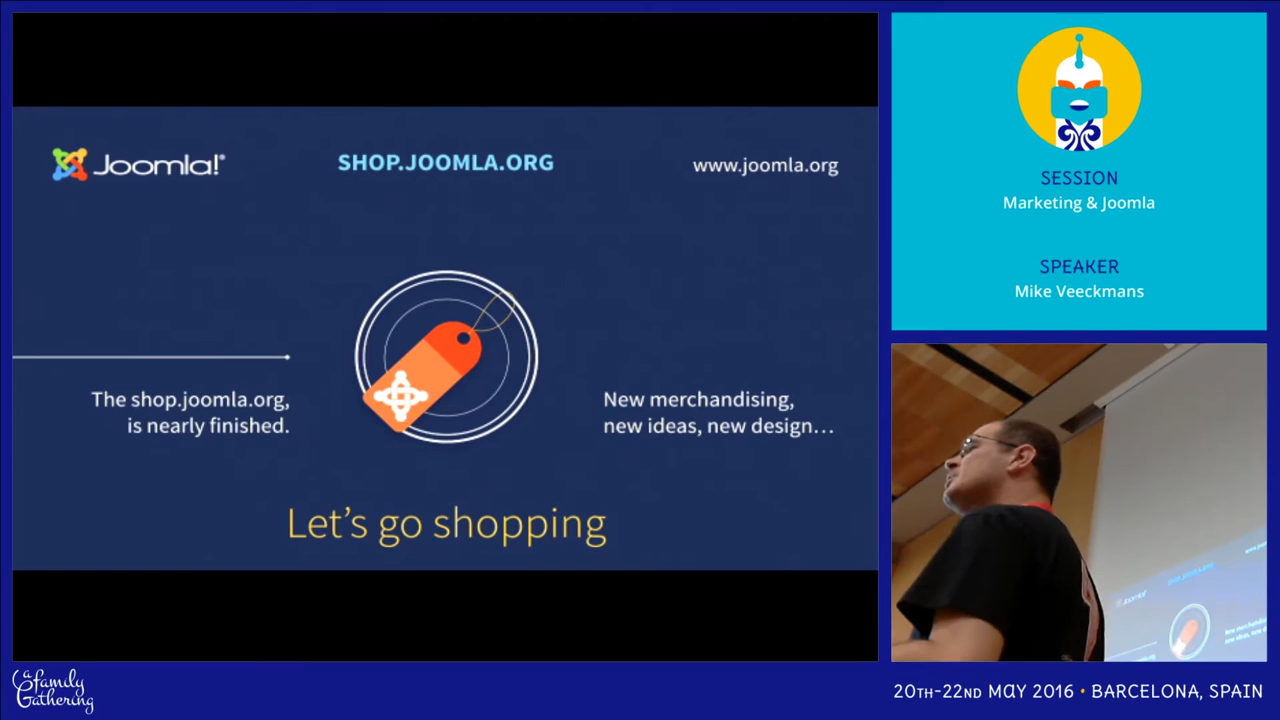 Joomla!®
SHOP.JOOMLA.ORG
www.joomla.org
The shop.joomla.org,
is nearly finished.
New merchandising,
new ideas, new design...
Let's go shopping
SESSION
Marketing & Joomla
SPEAKER
Mike Veeckmans
a family
Gathering
20TH-22ND MAY 2016 • BARCELONA, SPAIN